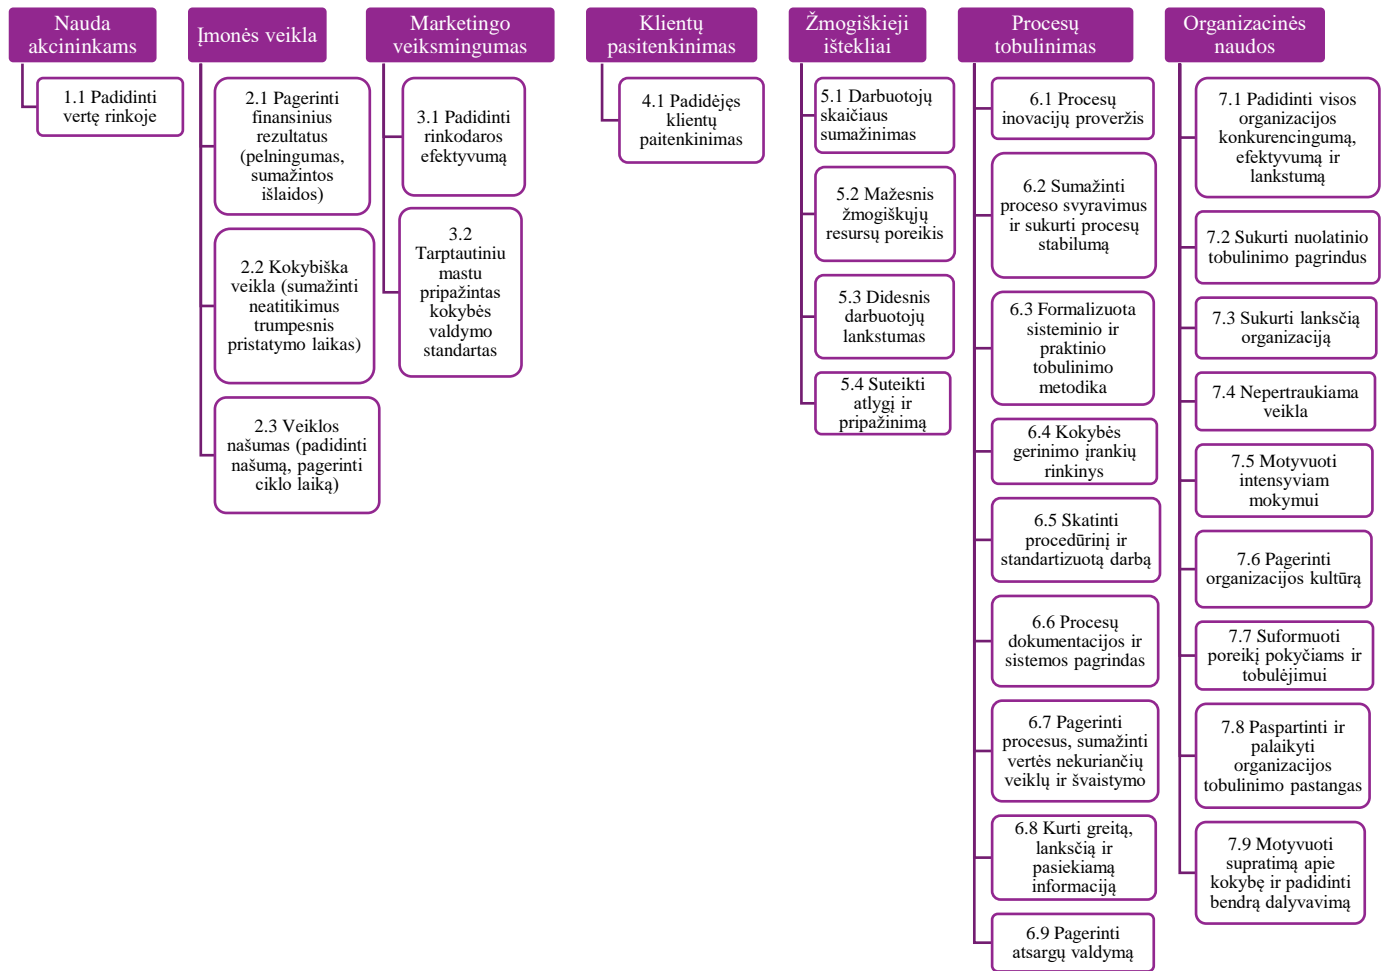 Nauda
akcininkams
1.1 Padidinti
vertę rinkoje
Įmonės veikla
2.1 Pagerinti
finansinius
rezultatus
(pelningumas,
sumažintos
išlaidos)
2.2 Kokybiška
veikla (sumažinti
neatitikimus
trumpesnis
pristatymo laikas)
2.3 Veiklos
našumas (padidinti
našumą, pagerinti
ciklo laiką)
Marketingo
veiksmingumas
3.1 Padidinti
rinkodaros
efektyvumą
3.2
Tarptautiniu
mastu
pripažintas
kokybės
valdymo
standartas
Klientų
pasitenkinimas
4.1 Padidėjęs
klientų
paitenkinimas
Žmogiškieji
ištekliai
5.1 Darbuotojų
skaičiaus
sumažinimas
5.2 Mažesnis
žmogiškųjų
resursų poreikis
5.3 Didesnis
darbuotojų
lankstumas
5.4 Suteikti
atlygį ir
pripažinimą
Procesų
tobulinimas
6.1 Procesų
inovacijų proveržis
6.2 Sumažinti
proceso svyravimus
ir sukurti procesų
stabilumą
6.3 Formalizuota
sisteminio ir
praktinio
tobulinimo
metodika
6.4 Kokybės
gerinimo įrankių
rinkinys
6.5 Skatinti
procedūrinį ir
standartizuotą darbą
6.6 Procesų
dokumentacijos ir
sistemos pagrindas
6.7 Pagerinti
procesus, sumažinti
vertės nekuriančių
veiklų ir švaistymo
6.8 Kurti greitą,
lanksčią ir
pasiekiamą
informaciją
6.9 Pagerinti
atsargų valdymą
Organizacinės
naudos
7.1 Padidinti visos
organizacijos
konkurencingumą,
efektyvumą ir
lankstumą
7.2 Sukurti nuolatinio
tobulinimo pagrindus
7.3 Sukurti lanksčią
organizaciją
7.4 Nepertraukiama
veikla
7.5 Motyvuoti
intensyviam
mokymui
7.6 Pagerinti
organizacijos kultūrą
7.7 Suformuoti
poreikį pokyčiams ir
tobulėjimui
7.8 Paspartinti ir
palaikyti
organizacijos
tobulinimo pastangas
7.9 Motyvuoti
supratimą apie
kokybę ir padidinti
bendrą dalyvavimą